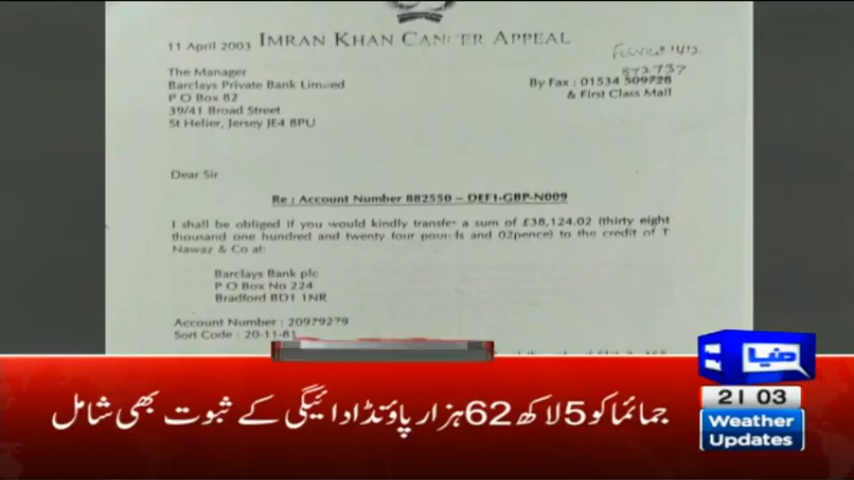 IMRAN KHAN CANCER APPEAL
11 April 2003
The Manager
Barclays Private Bank Limited
P O Box 82
39/41 Broad Street
St Helier, Jersey JE4 8PU
872737
By Fax : 01534 509728
& First Class Mail
Dear Sir
Re : Account Number 882550 – DEF1-GBP-N009
I shall be obliged if you would kindly transfer a sum of £38,124.02 (thirty eight
thousand one hundred and twenty four pounds and 02pence) to the credit of T
Nawaz & Co at:
Barclays Bank plc
P O Box No 224
Bradford BD1 1NR
Account Number : 20979279
Sort Code : 20-11-81
جمائما کو 5 لاکھ 62 ہزار پاؤنڈ ادائیگی کے ثبوت بھی شامل
دنیا
21 03
Weather
Updates